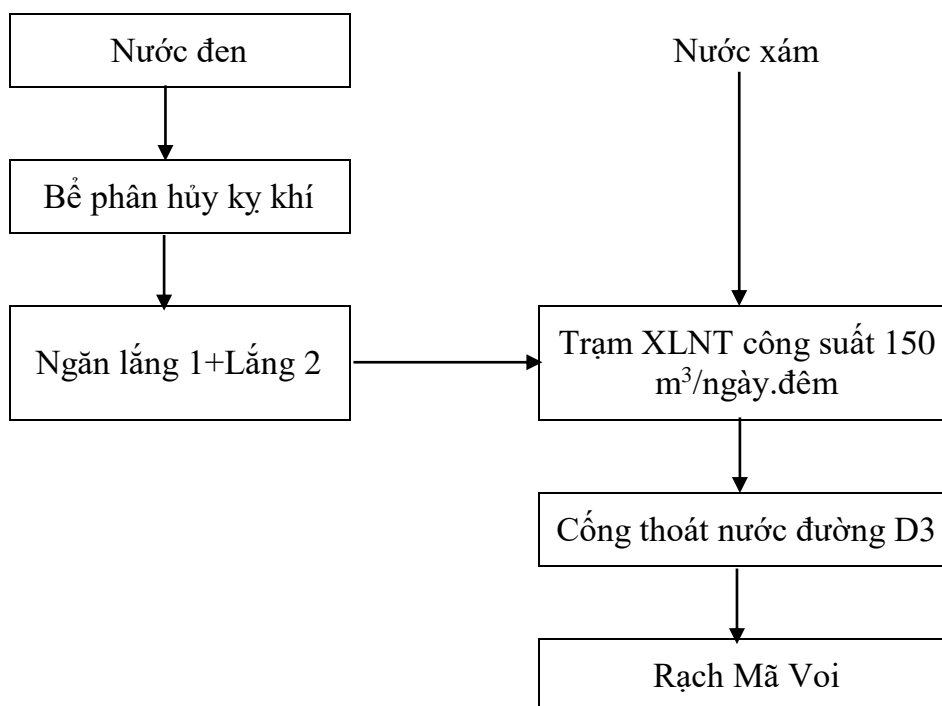 Nước đen
Nước xám
Bể phân hủy kỵ khí
Ngăn lắng 1+Lắng 2
Trạm XLNT công suất 150
m³/ngày.đêm
Cống thoát nước đường D3
Rạch Mã Voi